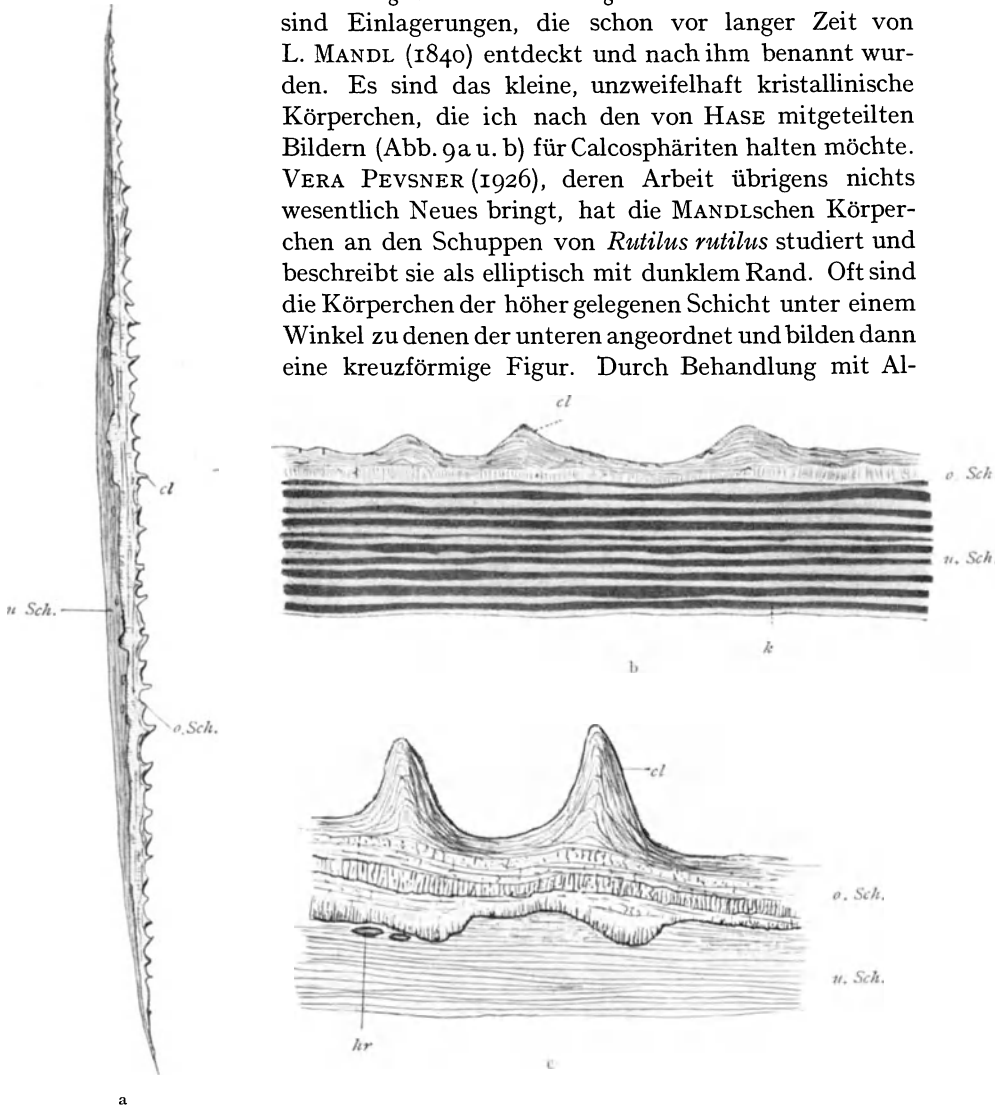 sind Einlagerungen, die schon vor langer Zeit von
L. MANDL (1840) entdeckt und nach ihm benannt wur-
den. Es sind das kleine, unzweifelhaft kristallinische
Körperchen, die ich nach den von HASE mitgeteilten
Bildern (Abb. 9a u. b) für Calcosphäriten halten möchte.
VERA PEVSNER (1926), deren Arbeit übrigens nichts
wesentlich Neues bringt, hat die MANDLschen Körper-
chen an den Schuppen von Rutilus rutilus studiert und
beschreibt sie als elliptisch mit dunklem Rand. Oft sind
die Körperchen der höher gelegenen Schicht unter einem
Winkel zu denen der unteren angeordnet und bilden dann
eine kreuzförmige Figur. Durch Behandlung mit Al-
cl
o. Sch
cl
u. Sch.
u Sch.
k
b
o. Sch.
cl
o. Sch.
u. Sch.
hr
c
a